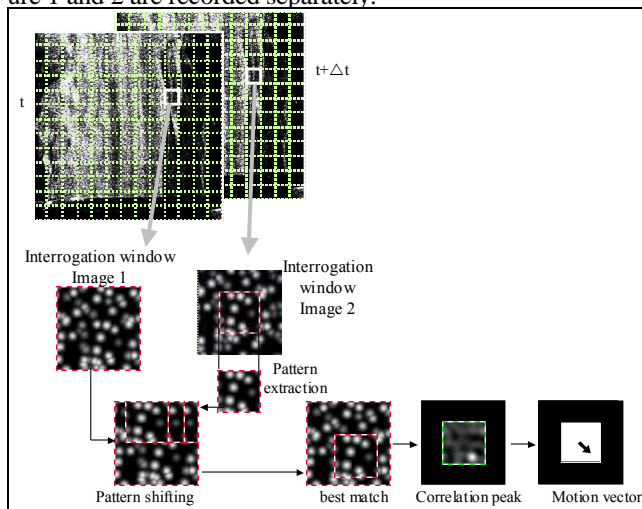 are 1 and 2 are recorded separately.
t+△t
t
Interrogation window
Image 1
Interrogation
window
Image 2
Pattern
extraction
Pattern shifting
best match
Correlation peak
Motion vector